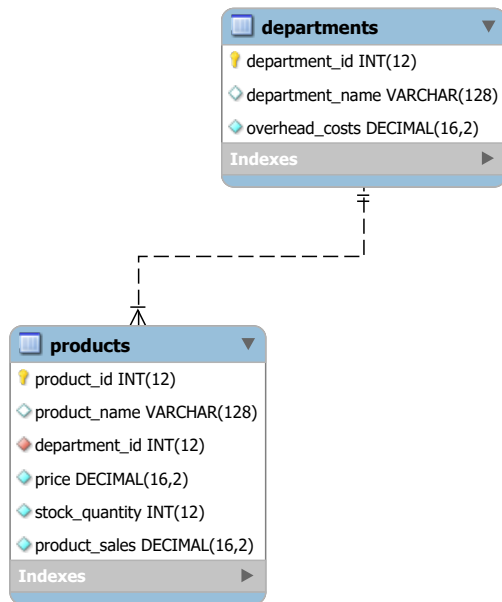 departments
department_id INT(12)
department_name VARCHAR(128)
overhead_costs DECIMAL(16,2)
Indexes
products
product_id INT(12)
product_name VARCHAR(128)
department_id INT(12)
price DECIMAL(16,2)
stock_quantity INT(12)
product_sales DECIMAL(16,2)
Indexes